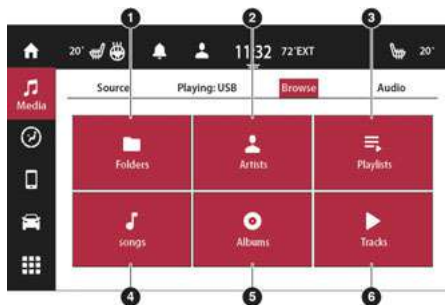 1 2 3
20° 11:32 72°EXT 20°
Media
Source Playing: USB Browse Audio
Folders Artists Playlists
songs Albums Tracks
4 5 6